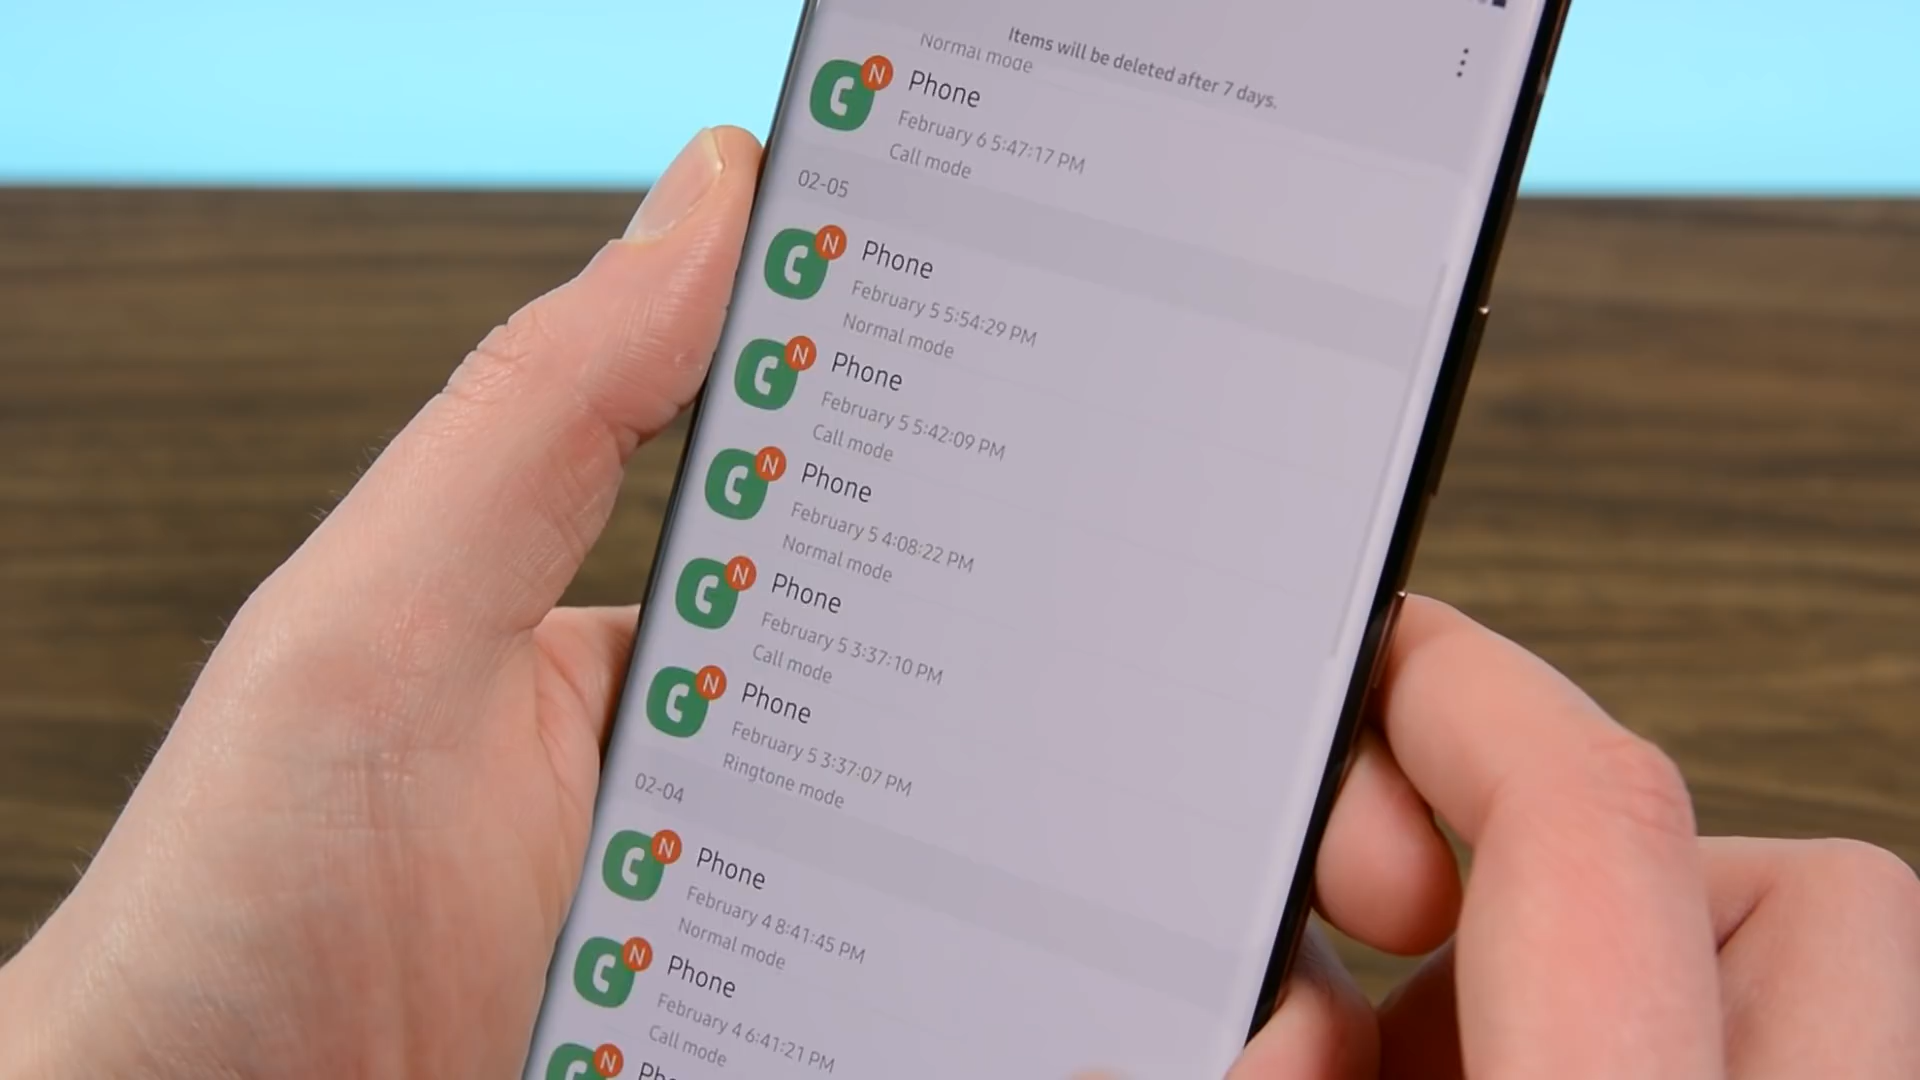 Items will be deleted after 7 days.
Normal mode
N
Phone
February 6 5:47:17 PM
Call mode
02-05
N
Phone
February 5 5:54:29 PM
Normal mode
N
Phone
February 5 5:42:09 PM
Call mode
N
Phone
February 5 4:08:22 PM
Normal mode
N
Phone
February 5 3:37:10 PM
Call mode
N
Phone
February 5 3:37:07 PM
Ringtone mode
02-04
N
Phone
February 4 8:41:45 PM
Normal mode
N
Phone
February 4 6:41:21 PM
Call mode
N